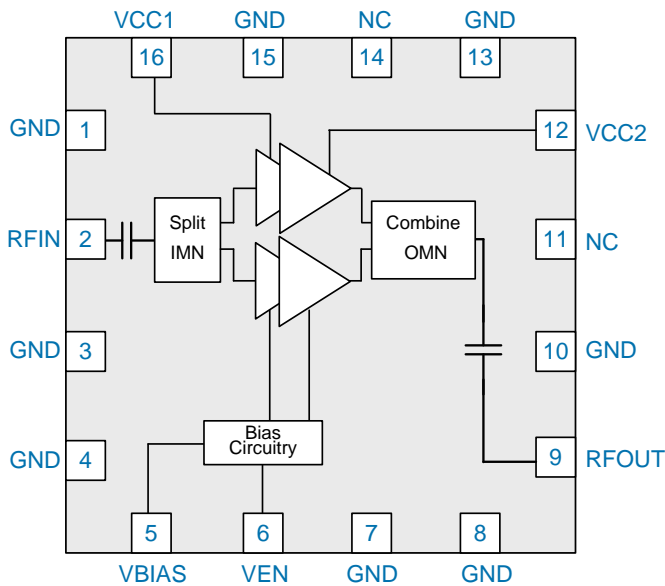 VCC1 GND NC GND
16 15 14 13
GND 1
12 VCC2
RFIN 2
Split
IMN
Combine
OMN
11 NC
GND 3
10 GND
Bias
Circuitry
GND 4
9 RFOUT
5 6 7 8
VBIAS VEN GND GND